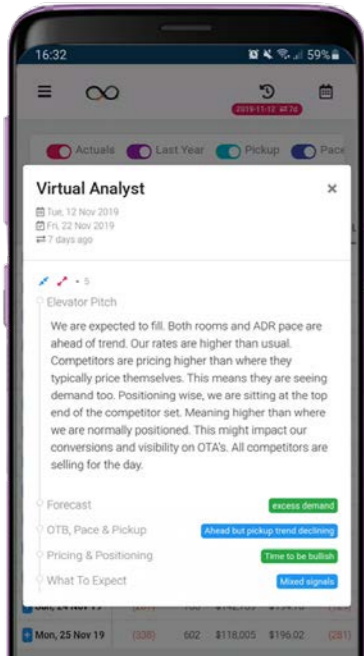 16:32 59%
2019-11-12 ⇄ 7d
Actuals Last Year Pickup Pace
Virtual Analyst ×
Tue, 12 Nov 2019
Fri, 22 Nov 2019
7 days ago
• 5
Elevator Pitch
We are expected to fill. Both rooms and ADR pace are
ahead of trend. Our rates are higher than usual.
Competitors are pricing higher than where they
typically price themselves. This means they are seeing
demand too. Positioning wise, we are sitting at the top
end of the competitor set. Meaning higher than where
we are normally positioned. This might impact our
conversions and visibility on OTA's. All competitors are
selling for the day.
Forecast excess demand
OTB, Pace & Pickup Ahead but pickup trend declining
Pricing & Positioning Time to be bullish
What To Expect Mixed signals
Sun, 24 Nov 19
Mon, 25 Nov 19 (338) 602 $118,005 $196.02 (281)